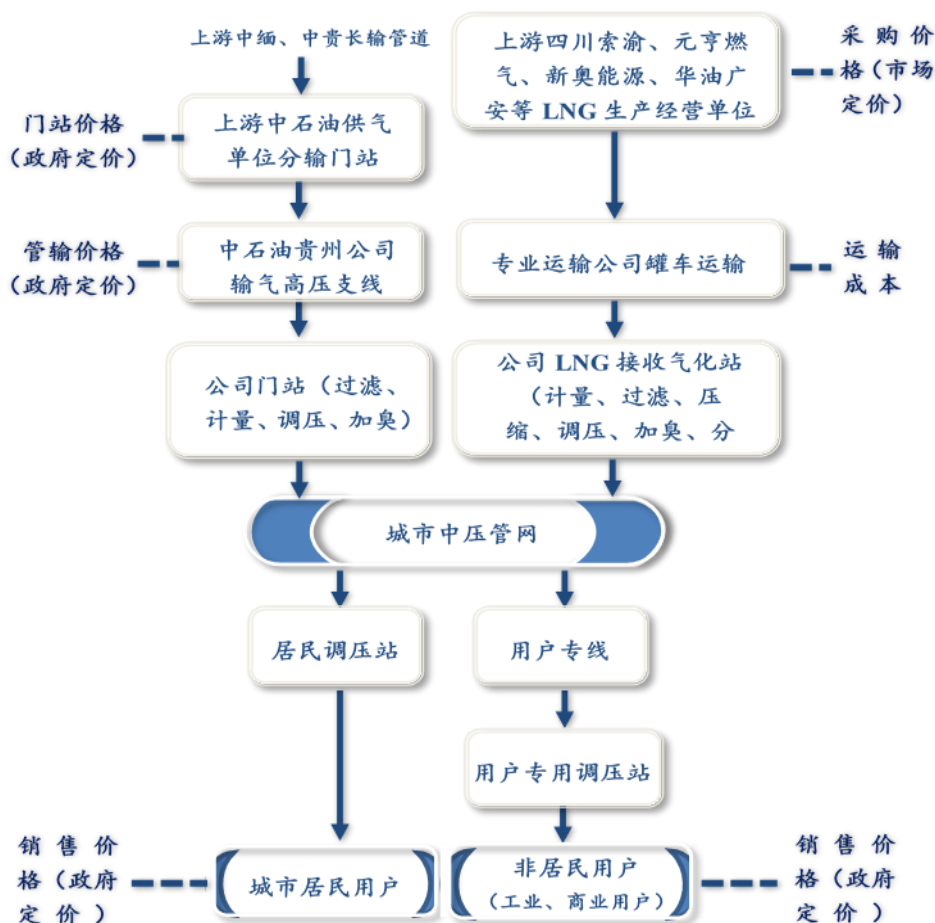 上游中缅、中贵长输管道
上游四川索渝、元亨燃
气、新奥能源、华油广
安等 LNG 生产经营单位
采购价
格（市场
定价）
门站价格
（政府定价）
上游中石油供气
单位分输门站
管输价格
（政府定价）
中石油贵州公司
输气高压支线
专业运输公司罐车运输
运输
成本
公司门站（过滤、
计量、调压、加臭）
公司 LNG 接收气化站
（计量、过滤、压
缩、调压、加臭、分
城市中压管网
居民调压站
用户专线
用户专用调压站
销售价
格（政府
定价）
城市居民用户
非居民用户
（工业、商业用户）
销售价
格（政府
定价）